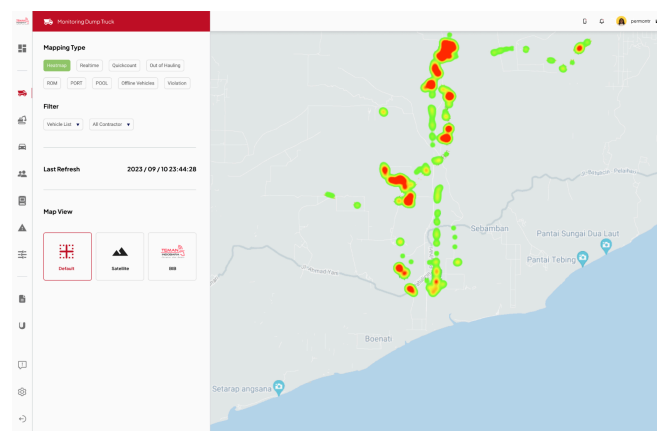 Monitoring Dump Truck
permomr
Mapping Type
Heatmap Realtime Quickcount Out of Hauling
ROM PORT POOL Offline Vehicles Violation
Filter
Vehicle List All Contractor
Last Refresh 2023 / 09 / 10 23:44:28
Map View
Default Satellite MB
Sebamban
Pantai Sungai Dua Laut
Pantai Tebing
Boenati
Setarap angsana